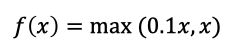 f(x) = max (0.1x, x)